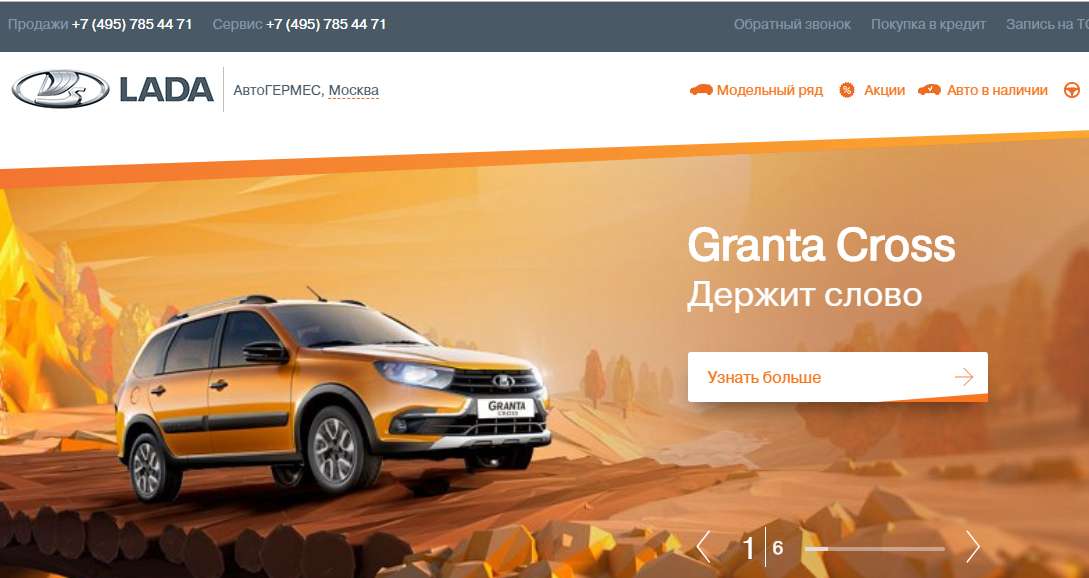 Продажи +7 (495) 785 44 71 Сервис +7 (495) 785 44 71 Обратный звонок Покупка в кредит Запись на ТО
LADA АвтоГЕРМЕС, Москва Модельный ряд % Акции Авто в наличии
Granta Cross
Держит слово
Узнать больше
GRANTA
CROSS
1 6